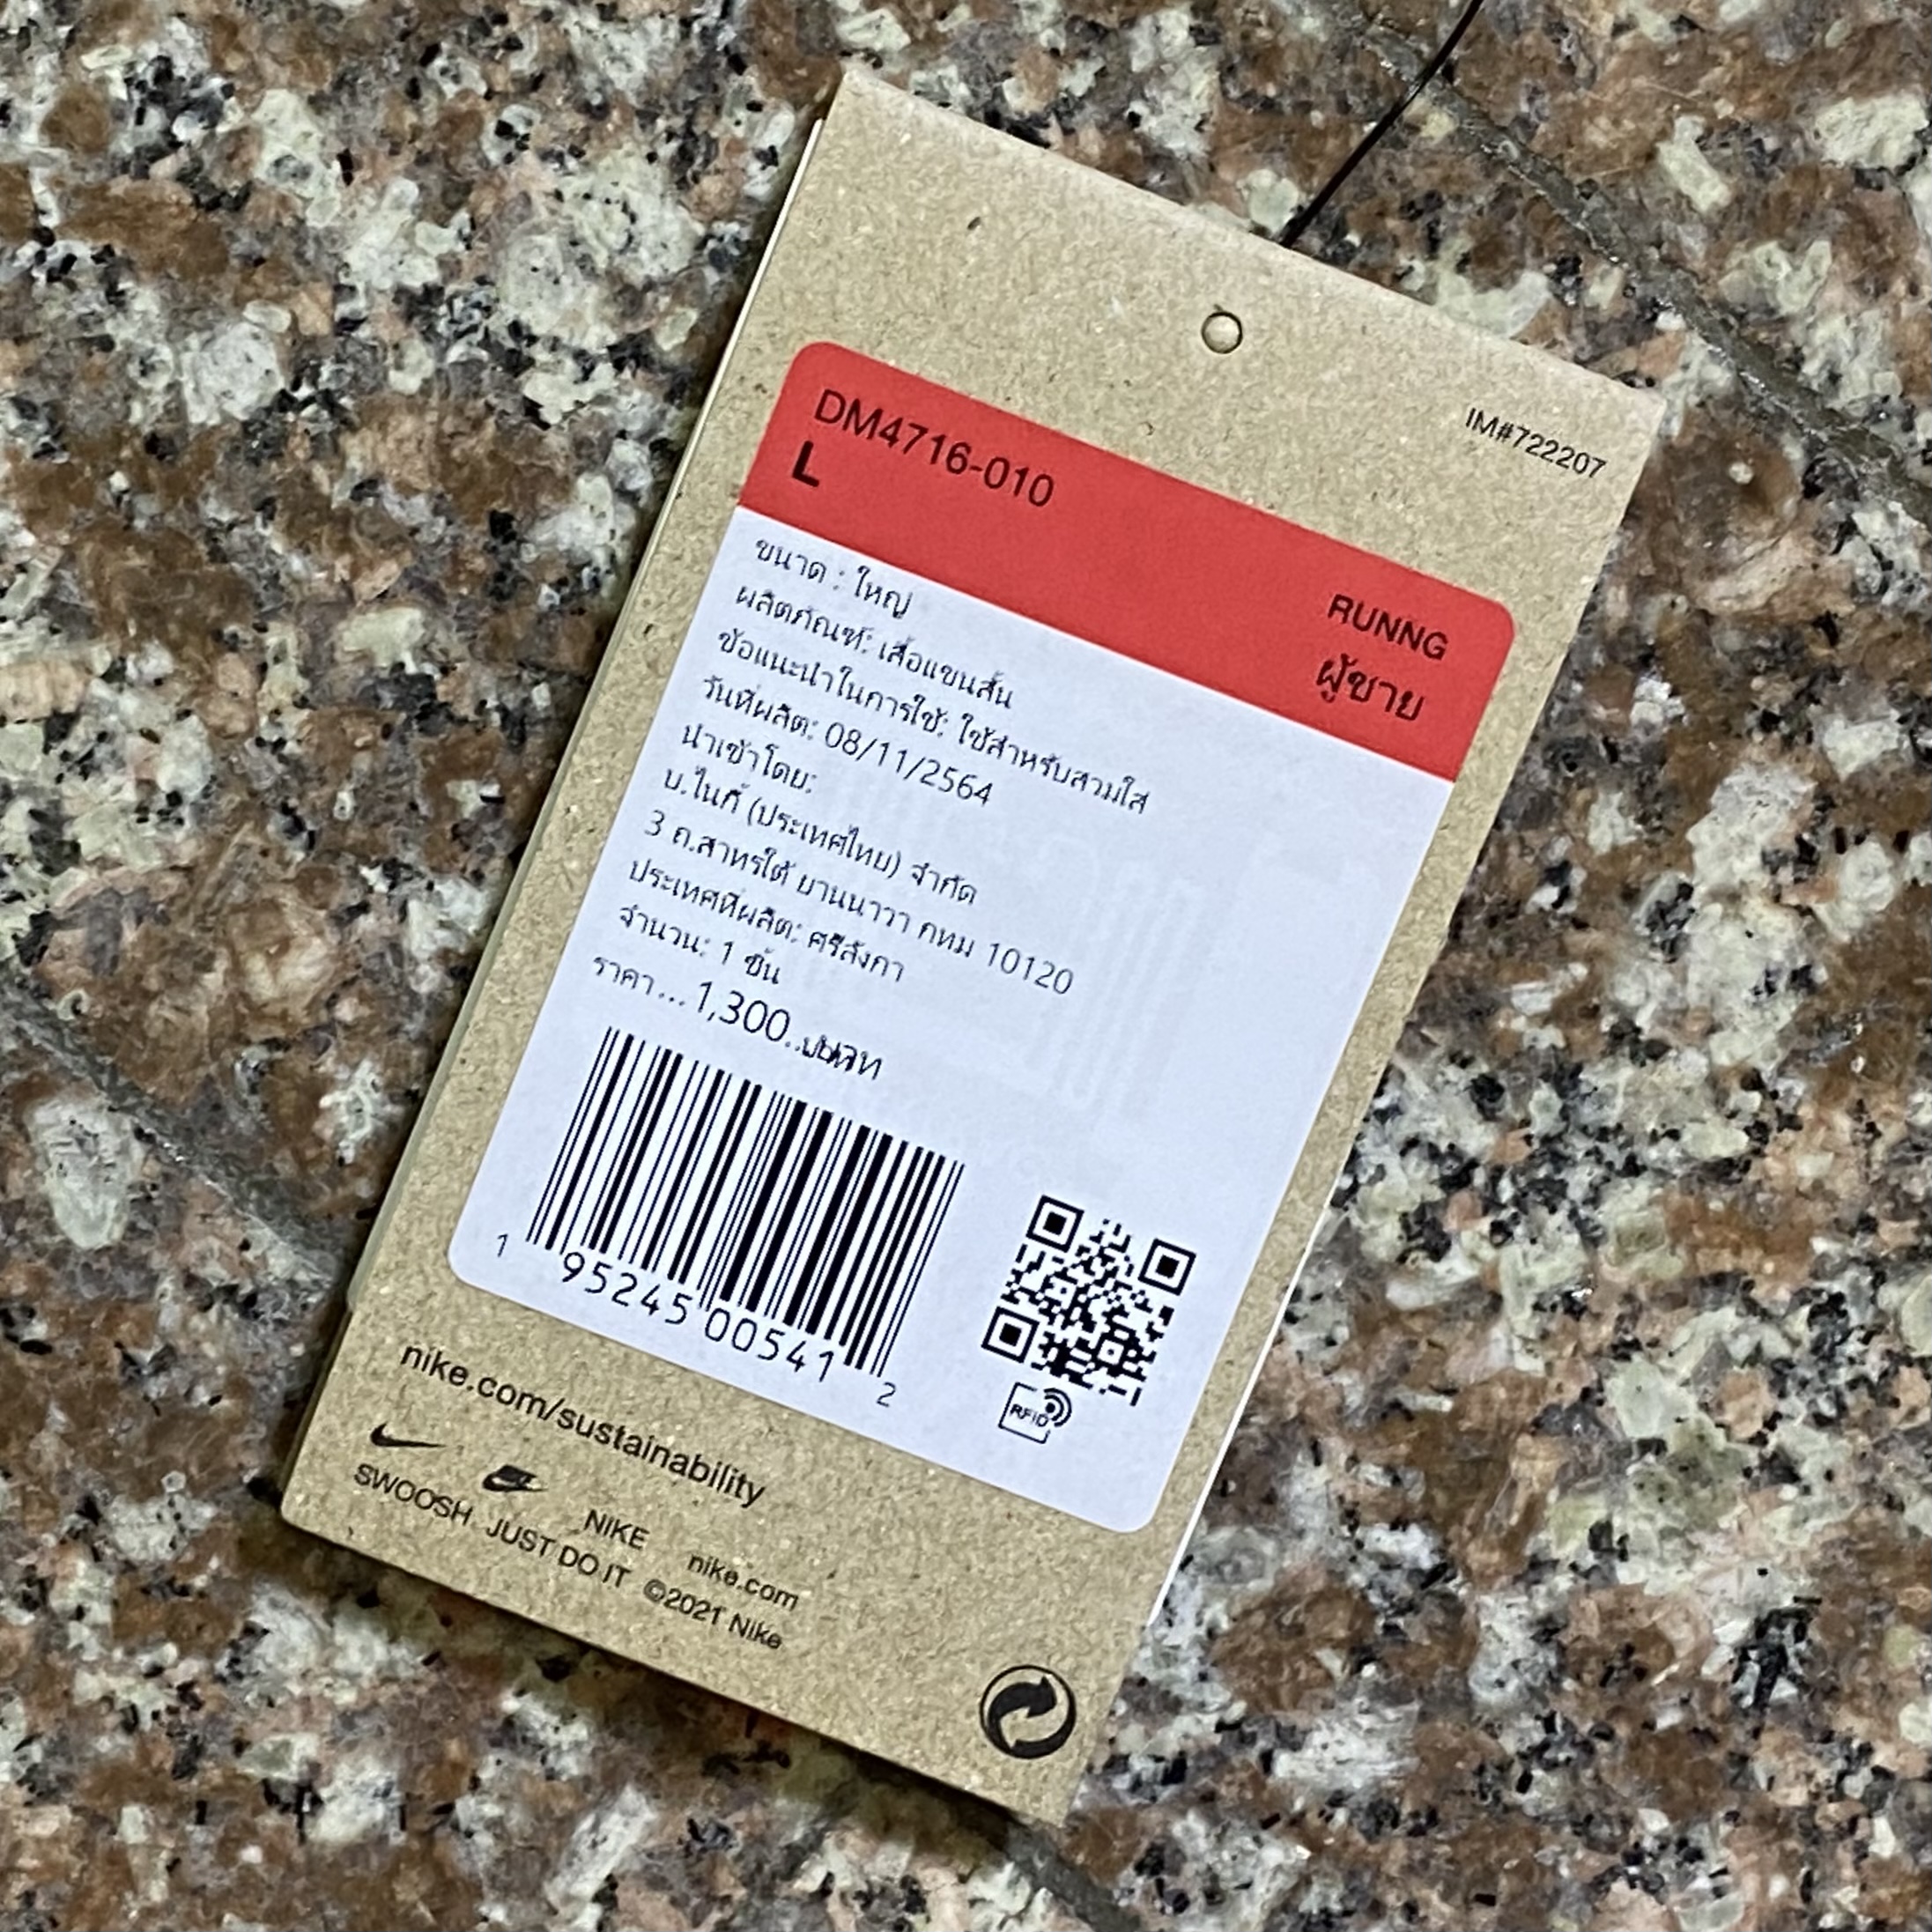 IM#722207
DM4716-010
L
RUNNG
ผู้ชาย
ขนาด : ใหญ่
ผลิตภัณฑ์: เสื้อแขนสั้น
ข้อแนะนำในการใช้: ใช้สำหรับสวมใส่
วันที่ผลิต: 08/11/2564
นำเข้าโดย:
บ.ไนกี้ (ประเทศไทย) จำกัด
3 ถ.สาทรใต้ ยานนาวา กทม 10120
ประเทศที่ผลิต: ศรีลังกา
จำนวน: 1 ชิ้น
ราคา...1,300..บาท
1 95245 00541 2
RFID
nike.com/sustainability
NIKE nike.com
SWOOSH JUST DO IT ©2021 Nike